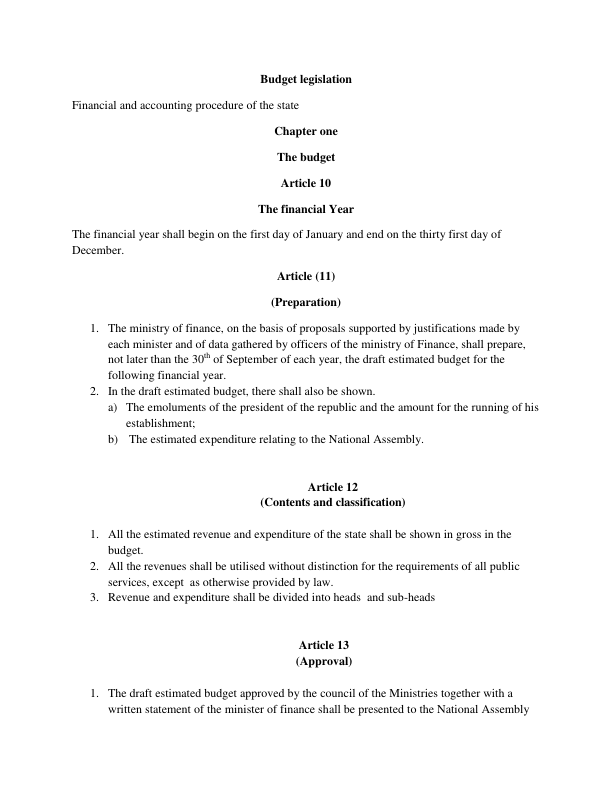 Budget legislation
Financial and accounting procedure of the state
Chapter one
The budget
Article 10
The financial Year
The financial year shall begin on the first day of January and end on the thirty first day of
December.
Article (11)
(Preparation)
1. The ministry of finance, on the basis of proposals supported by justifications made by
each minister and of data gathered by officers of the ministry of Finance, shall prepare,
not later than the 30th of September of each year, the draft estimated budget for the
following financial year.
2. In the draft estimated budget, there shall also be shown.
a) The emoluments of the president of the republic and the amount for the running of his
establishment;
b) The estimated expenditure relating to the National Assembly.
Article 12
(Contents and classification)
1. All the estimated revenue and expenditure of the state shall be shown in gross in the
budget.
2. All the revenues shall be utilised without distinction for the requirements of all public
services, except as otherwise provided by law.
3. Revenue and expenditure shall be divided into heads and sub-heads
Article 13
(Approval)
1. The draft estimated budget approved by the council of the Ministries together with a
written statement of the minister of finance shall be presented to the National Assembly